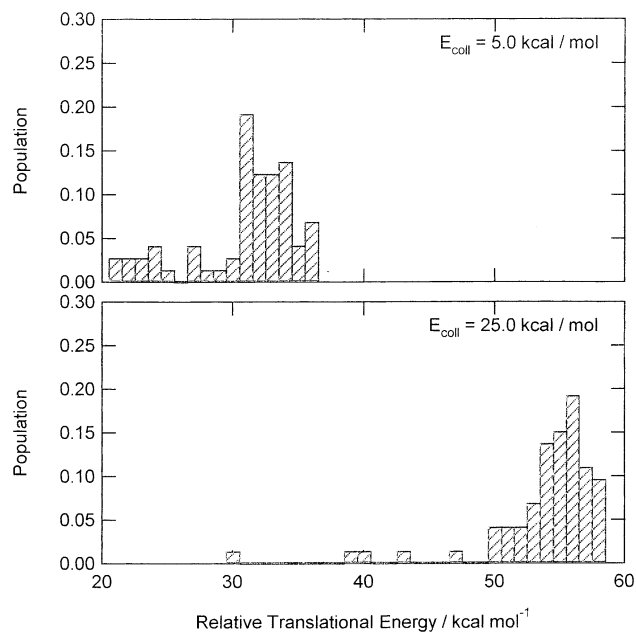 0.30
E_coll = 5.0 kcal / mol
0.25
0.20
0.15
0.10
0.05
0.00
Population
0.30
E_coll = 25.0 kcal / mol
0.25
0.20
0.15
0.10
0.05
0.00
Population
20 30 40 50 60
Relative Translational Energy / kcal mol⁻¹